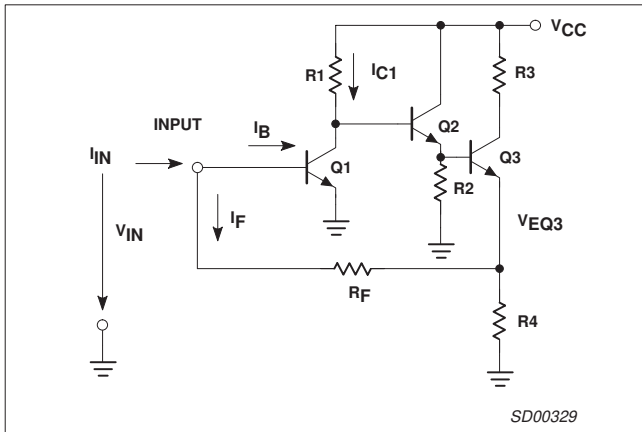 VCC
R1
IC1
R3
INPUT
IB
Q2
IIN
Q1
Q3
R2
IF
VEQ3
VIN
RF
R4
SD00329